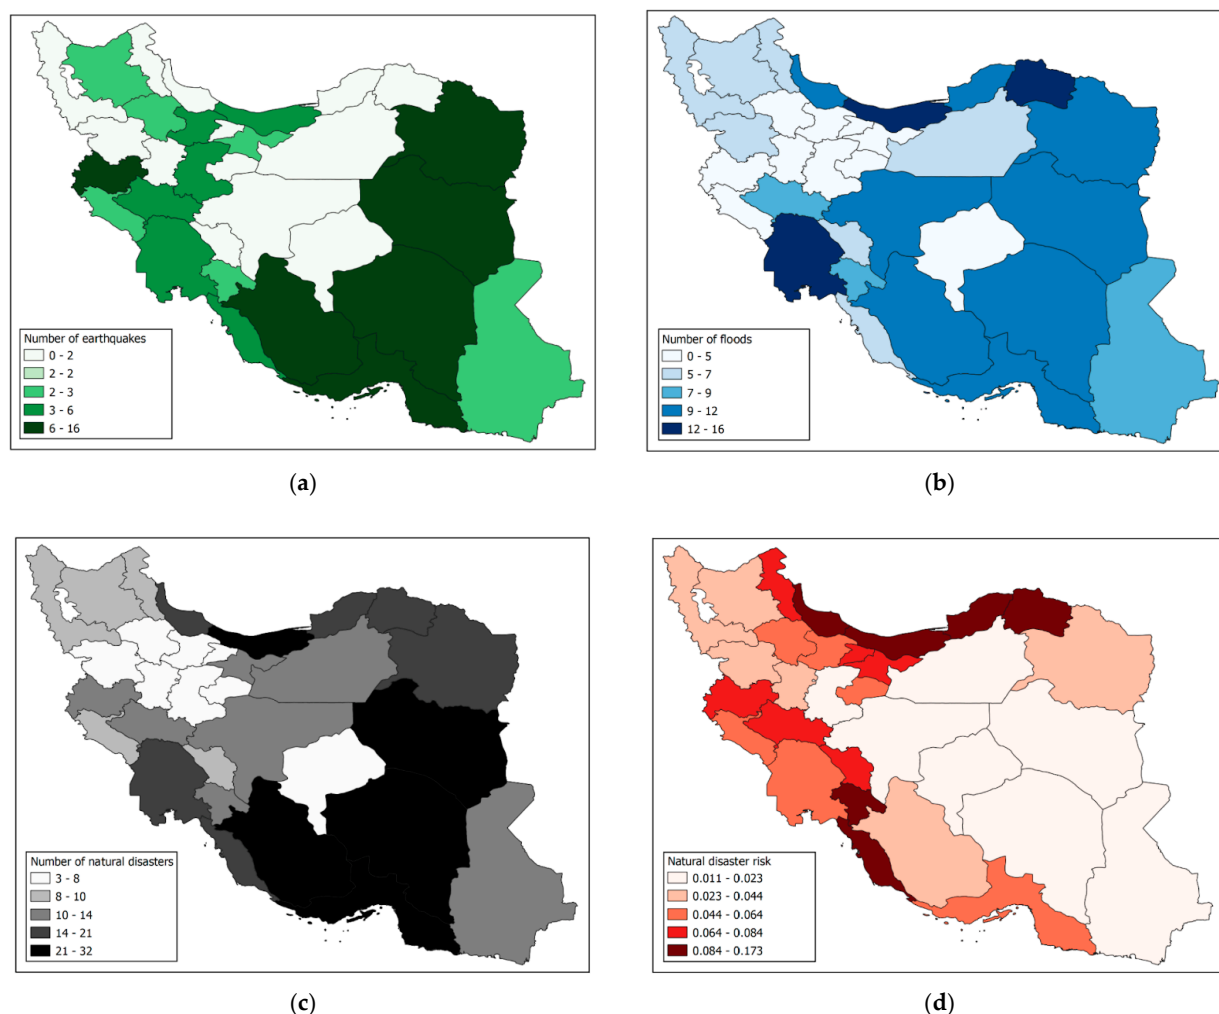 Number of earthquakes
0 - 2
2 - 2
2 - 3
3 - 6
6 - 16
(a)
Number of floods
0 - 5
5 - 7
7 - 9
9 - 12
12 - 16
(b)
Number of natural disasters
3 - 8
8 - 10
10 - 14
14 - 21
21 - 32
(c)
Natural disaster risk
0.011 - 0.023
0.023 - 0.044
0.044 - 0.064
0.064 - 0.084
0.084 - 0.173
(d)